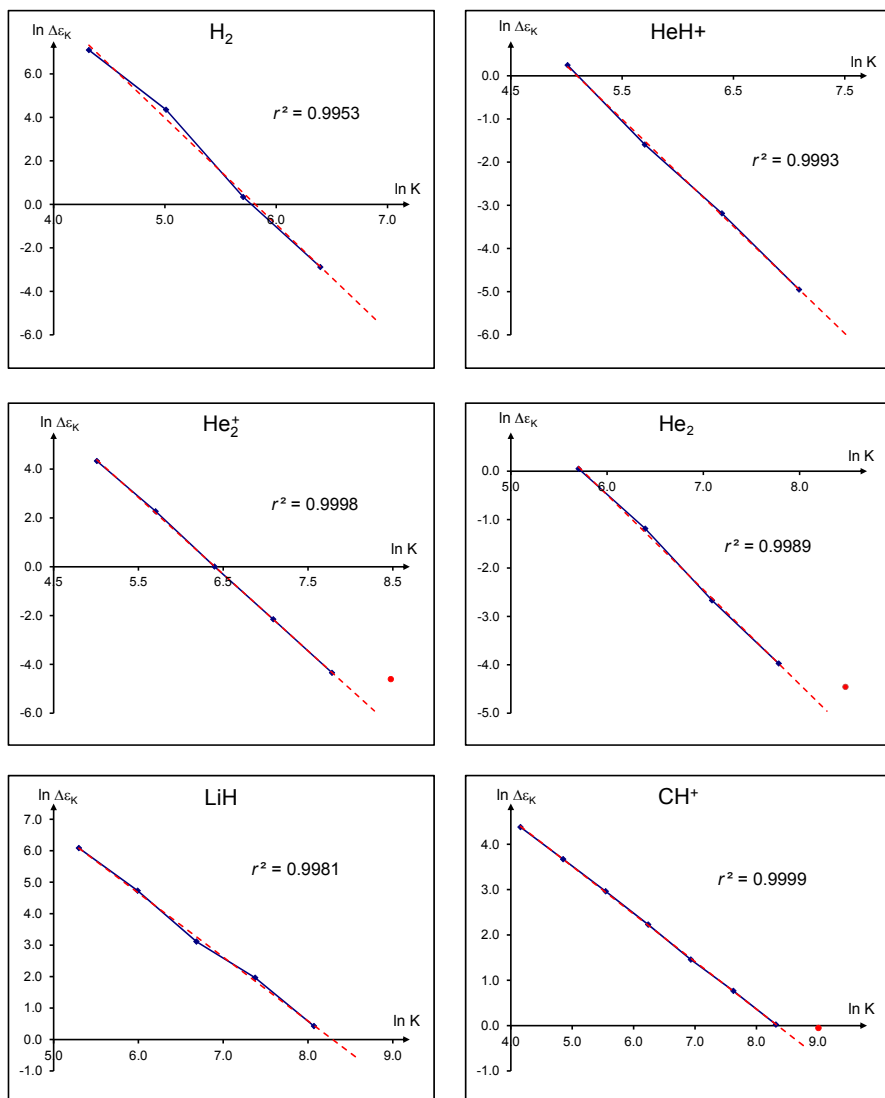 H₂
ln Δε_K
6.0
4.0
2.0
0.0
-2.0
-4.0
-6.0
4.0 5.0 6.0 7.0
ln K
r² = 0.9953
HeH+
ln Δε_K
0.0
-1.0
-2.0
-3.0
-4.0
-5.0
-6.0
4.5 5.5 6.5 7.5
ln K
r² = 0.9993
He₂⁺
ln Δε_K
4.0
2.0
0.0
-2.0
-4.0
-6.0
4.5 5.5 6.5 7.5 8.5
ln K
r² = 0.9998
He₂
ln Δε_K
0.0
-1.0
-2.0
-3.0
-4.0
-5.0
5.0 6.0 7.0 8.0
ln K
r² = 0.9989
LiH
ln Δε_K
7.0
6.0
5.0
4.0
3.0
2.0
1.0
0.0
-1.0
5.0 6.0 7.0 8.0 9.0
ln K
r² = 0.9981
CH⁺
ln Δε_K
4.0
3.0
2.0
1.0
0.0
-1.0
4.0 5.0 6.0 7.0 8.0 9.0
ln K
r² = 0.9999